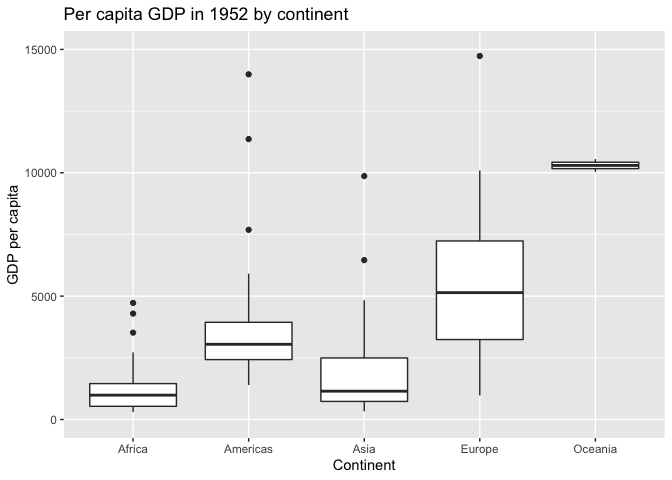 Per capita GDP in 1952 by continent
15000
10000
5000
0
GDP per capita
Africa
Americas
Asia
Europe
Oceania
Continent